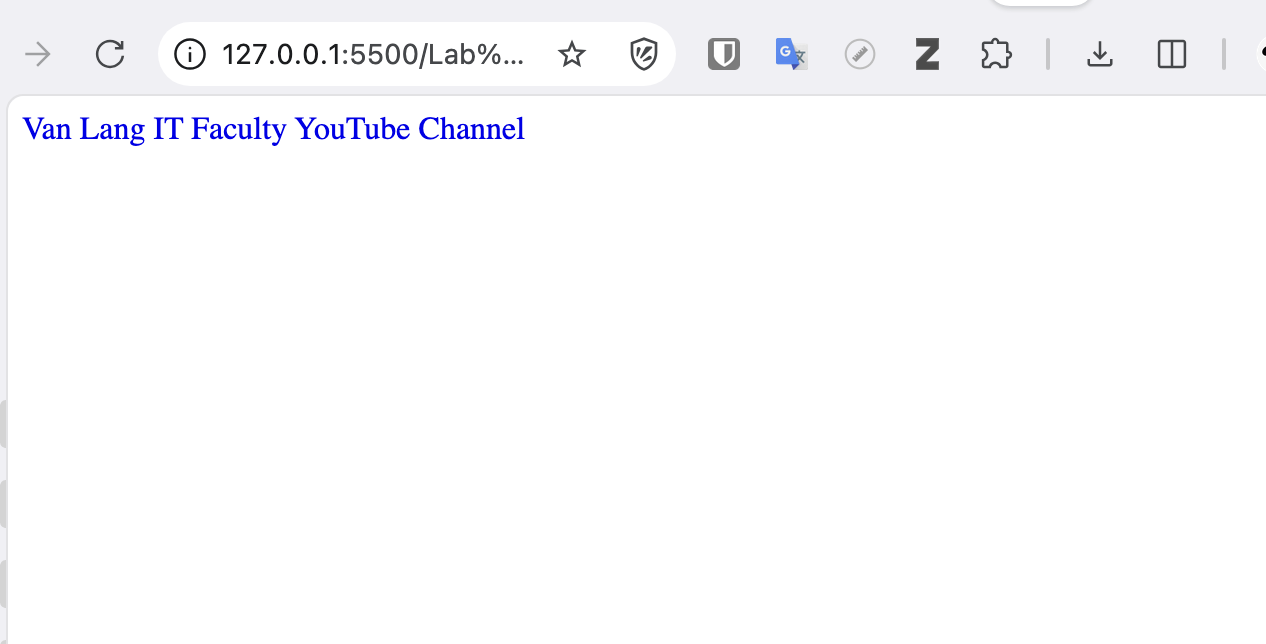 127.0.0.1:5500/Lab%...
Van Lang IT Faculty YouTube Channel